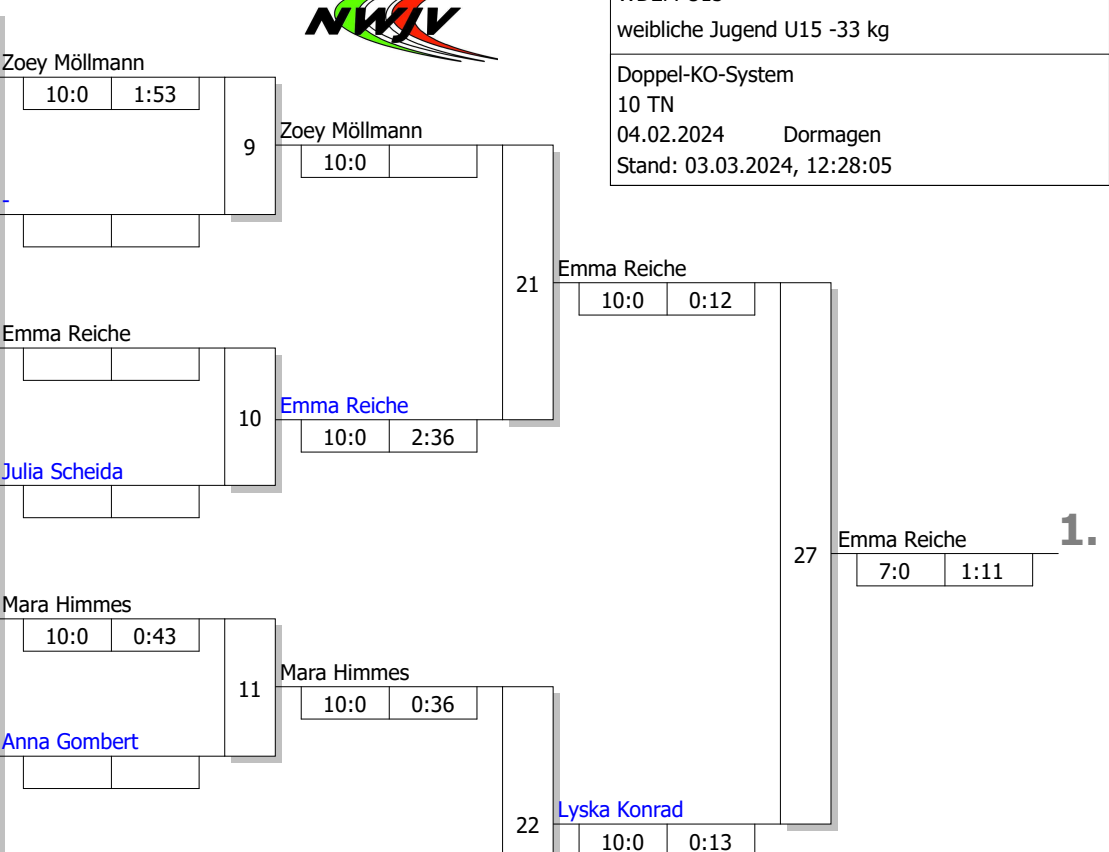 NWJV
weibliche Jugend U15 -33 kg
Doppel-KO-System
10 TN
04.02.2024 Dormagen
Stand: 03.03.2024, 12:28:05
Zoey Möllmann
10:0 1:53
9
Zoey Möllmann
10:0
-
21
Emma Reiche
10:0 0:12
Emma Reiche
10
Emma Reiche
10:0 2:36
Julia Scheida
27
Emma Reiche
1.
7:0 1:11
Mara Himmes
10:0 0:43
11
Mara Himmes
10:0 0:36
Anna Gombert
22
Lyska Konrad
10:0 0:13